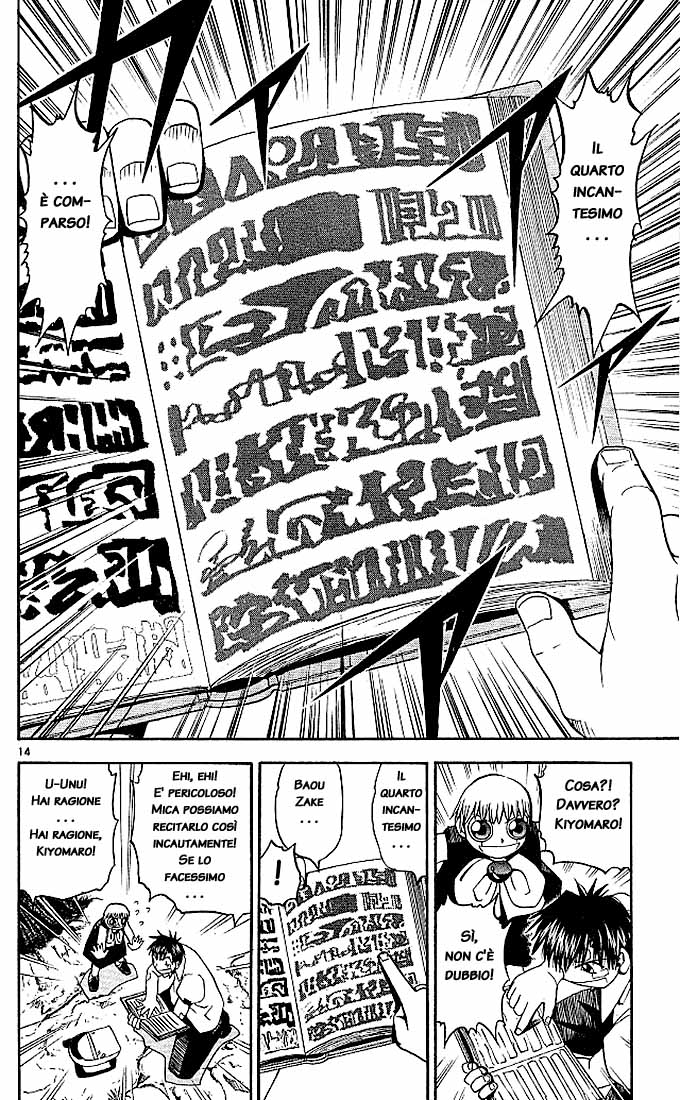 IL
QUARTO
INCAN-
TESIMO
...
...
È COM-
PARSO!
14
COSA?!
DAVVERO?
KIYOMARO!
SÌ,
NON C'È
DUBBIO!
IL
QUARTO
INCAN-
TESIMO
...
BAOU
ZAKE
...
!
EHI, EHI!
E' PERICOLOSO!
MICA POSSIAMO
RECITARLO COSÌ
INCAUTAMENTE!
SE LO
FACESSIMO
...
U-UNU!
HAI RAGIONE
...
HAI RAGIONE,
KIYOMARO!